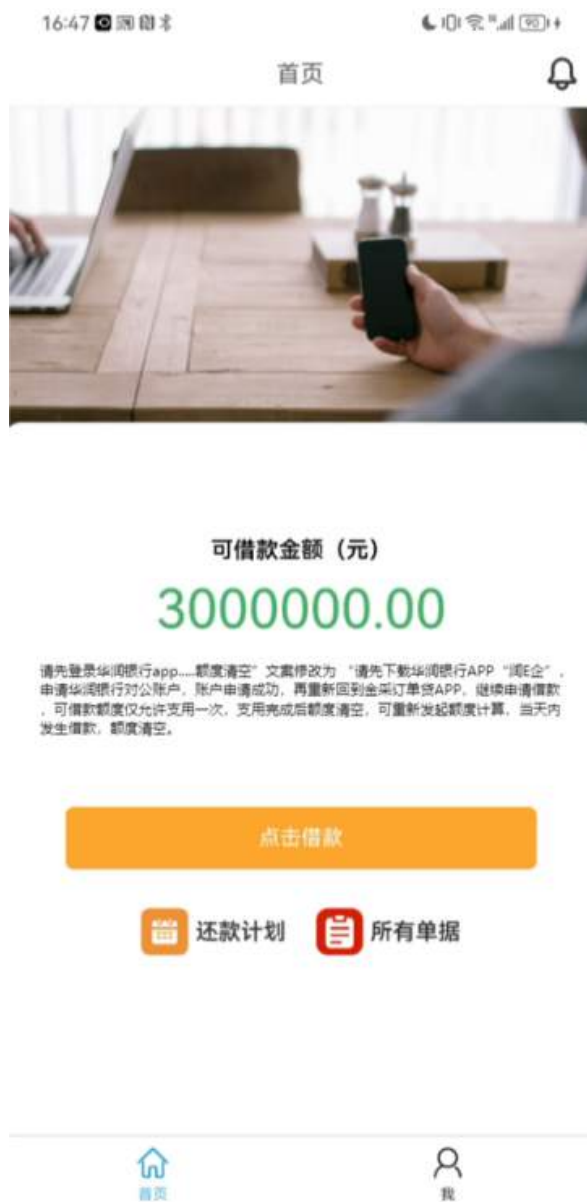 16:47
90
首页
可借款金额（元）
3000000.00
请先登录华润银行app.....额度清空”文案修改为 “请先下载华润银行APP “润E企”，
申请华润银行对公账户，账户申请成功，再重新回到金采订单贷APP，继续申请借款
，可借款额度仅允许支用一次，支用完成后额度清空，可重新发起额度计算，当天内
发生借款，额度清空。
点击借款
还款计划
所有单据
首页
我